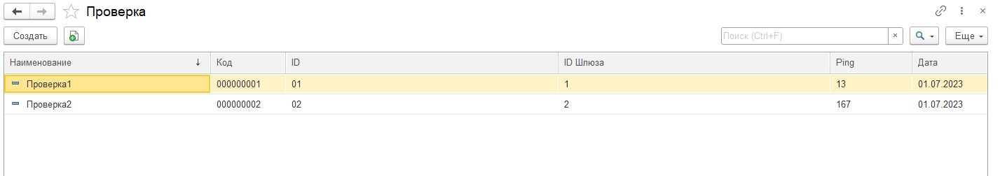 Проверка
Создать Поиск (Ctrl+F) × Еще
Наименование ↓ Код ID ID Шлюза Ping Дата
Проверка1 000000001 01 1 13 01.07.2023
Проверка2 000000002 02 2 167 01.07.2023